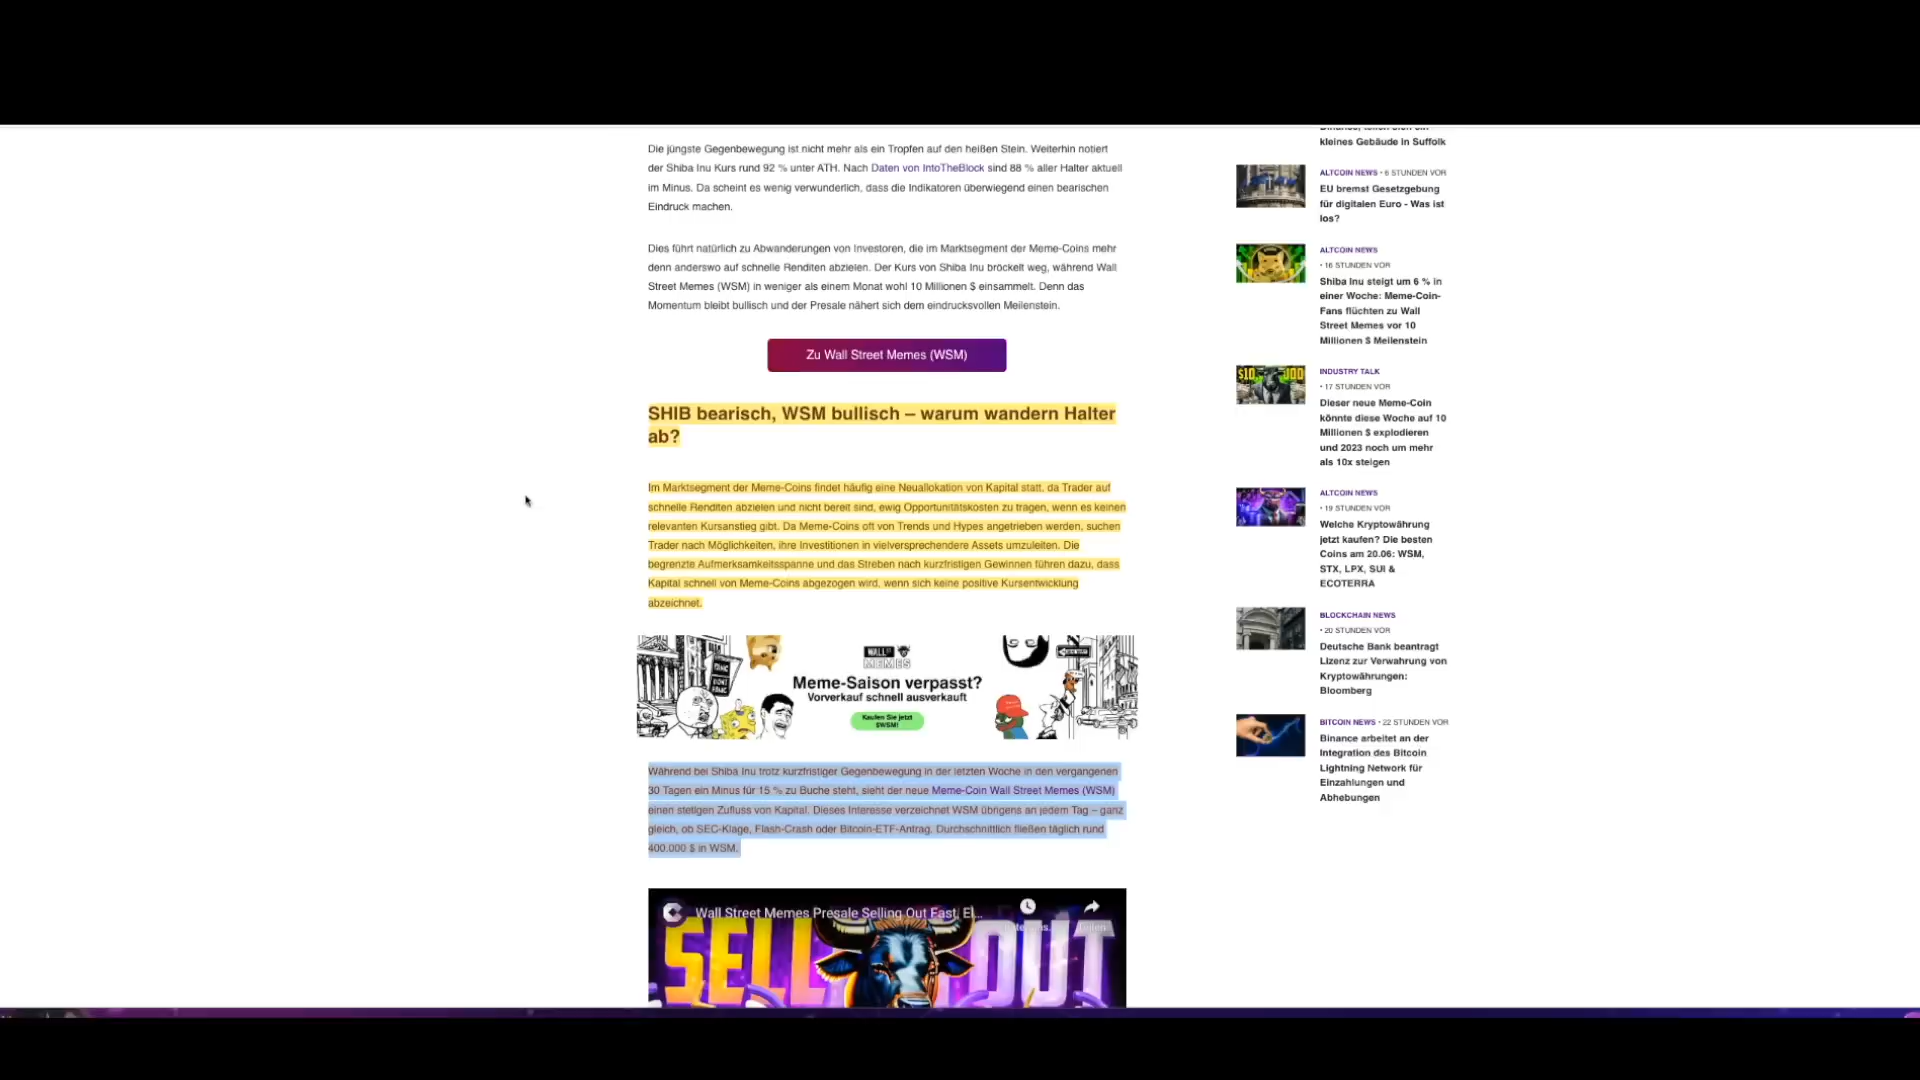 Die jüngste Gegenbewegung ist nicht mehr als ein Tropfen auf den heißen Stein. Weiterhin notiert
der Shiba Inu Kurs rund 92 % unter ATH. Nach Daten von IntoTheBlock sind 88 % aller Halter aktuell
im Minus. Da scheint es wenig verwunderlich, dass die Indikatoren überwiegend einen bearischen
Eindruck machen.
Dies führt natürlich zu Abwanderungen von Investoren, die im Marktsegment der Meme-Coins mehr
denn anderswo auf schnelle Renditen abzielen. Der Kurs von Shiba Inu bröckelt weg, während Wall
Street Memes (WSM) in weniger als einem Monat wohl 10 Millionen $ einsammelt. Denn das
Momentum bleibt bullisch und der Presale nähert sich dem eindrucksvollen Meilenstein.
Zu Wall Street Memes (WSM)
SHIB bearisch, WSM bullisch – warum wandern Halter
ab?
Im Marktsegment der Meme-Coins findet häufig eine Neuallokation von Kapital statt, da Trader auf
schnelle Renditen abzielen und nicht bereit sind, ewig Opportunitätskosten zu tragen, wenn es keinen
relevanten Kursanstieg gibt. Da Meme-Coins oft von Trends und Hypes angetrieben werden, suchen
Trader nach Möglichkeiten, ihre Investitionen in vielversprechendere Assets umzuleiten. Die
begrenzte Aufmerksamkeitsspanne und das Streben nach kurzfristigen Gewinnen führen dazu, dass
Kapital schnell von Meme-Coins abgezogen wird, wenn sich keine positive Kursentwicklung
abzeichnet.
WALL ST
MEMES
Meme-Saison verpasst?
Vorverkauf schnell ausverkauft
Kaufen Sie jetzt
$WSM!
Während bei Shiba Inu trotz kurzfristiger Gegenbewegung in der letzten Woche in den vergangenen
30 Tagen ein Minus für 15 % zu Buche steht, sieht der neue Meme-Coin Wall Street Memes (WSM)
einen stetigen Zufluss von Kapital. Dieses Interesse verzeichnet WSM übrigens an jedem Tag – ganz
gleich, ob SEC-Klage, Flash-Crash oder Bitcoin-ETF-Antrag. Durchschnittlich fließen täglich rund
400.000 $ in WSM.
Wall Street Memes Presale Selling Out Fast, El...
SELL OUT
kleines Gebäude in Suffolk
ALTCOIN NEWS • 6 STUNDEN VOR
EU bremst Gesetzgebung
für digitalen Euro - Was ist
los?
ALTCOIN NEWS
• 16 STUNDEN VOR
Shiba Inu steigt um 6 % in
einer Woche: Meme-Coin-
Fans flüchten zu Wall
Street Memes vor 10
Millionen $ Meilenstein
INDUSTRY TALK
• 17 STUNDEN VOR
Dieser neue Meme-Coin
könnte diese Woche auf 10
Millionen $ explodieren
und 2023 noch um mehr
als 10x steigen
ALTCOIN NEWS
• 19 STUNDEN VOR
Welche Kryptowährung
jetzt kaufen? Die besten
Coins am 20.06: WSM,
STX, LPX, SUI &
ECOTERRA
BLOCKCHAIN NEWS
• 20 STUNDEN VOR
Deutsche Bank beantragt
Lizenz zur Verwahrung von
Kryptowährungen:
Bloomberg
BITCOIN NEWS • 22 STUNDEN VOR
Binance arbeitet an der
Integration des Bitcoin
Lightning Network für
Einzahlungen und
Abhebungen